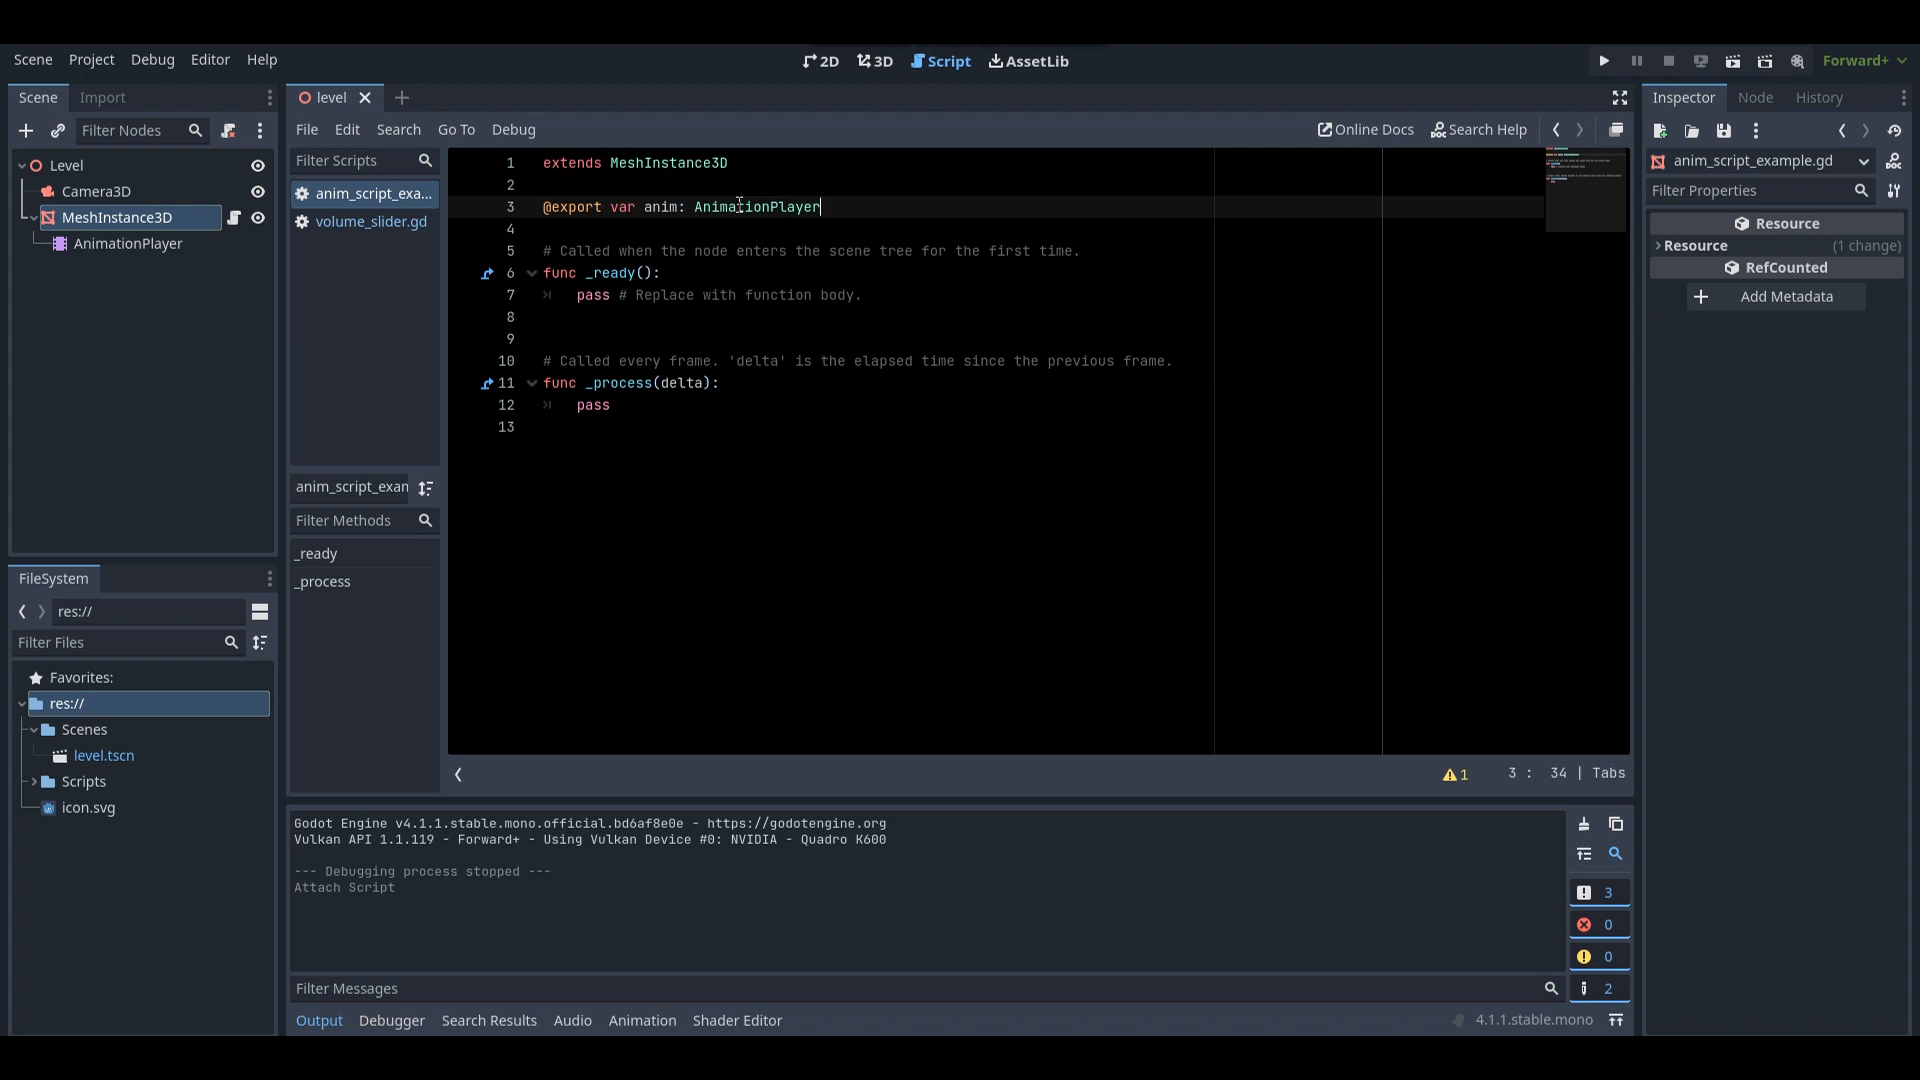 Scene Project Debug Editor Help
2D 3D Script AssetLib
Forward+
Scene Import
Filter Nodes
Level
Camera3D
MeshInstance3D
AnimationPlayer
FileSystem
res://
Filter Files
Favorites:
res://
Scenes
level.tscn
Scripts
icon.svg
level
File Edit Search Go To Debug
Online Docs Search Help
Filter Scripts
anim_script_exa...
volume_slider.gd
anim_script_exan
Filter Methods
_ready
_process
1 extends MeshInstance3D
2
3 @export var anim: AnimationPlayer
4
5 # Called when the node enters the scene tree for the first time.
6 func _ready():
7 pass # Replace with function body.
8
9
10 # Called every frame. 'delta' is the elapsed time since the previous frame.
11 func _process(delta):
12 pass
13
1 3 : 34 | Tabs
Godot Engine v4.1.1.stable.mono.official.bd6af8e0e - https://godotengine.org
Vulkan API 1.1.119 - Forward+ - Using Vulkan Device #0: NVIDIA - Quadro K600
--- Debugging process stopped ---
Attach Script
3
0
0
2
Filter Messages
Output Debugger Search Results Audio Animation Shader Editor
4.1.1.stable.mono
Inspector Node History
anim_script_example.gd
Filter Properties
Resource
Resource (1 change)
RefCounted
Add Metadata